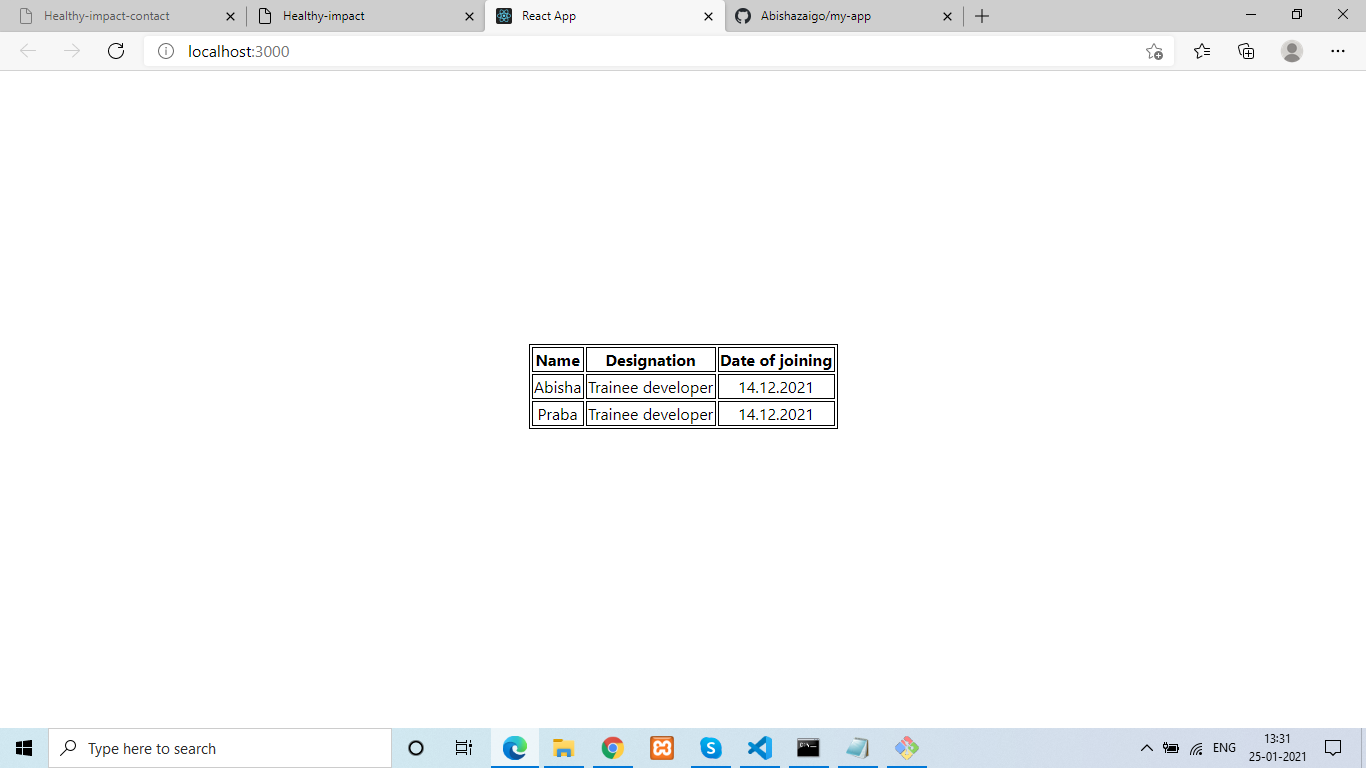 Healthy-impact-contact
Healthy-impact
React App
Abishazaigo/my-app
localhost:3000
Name Designation Date of joining
Abisha Trainee developer 14.12.2021
Praba Trainee developer 14.12.2021
Type here to search
ENG
13:31
25-01-2021